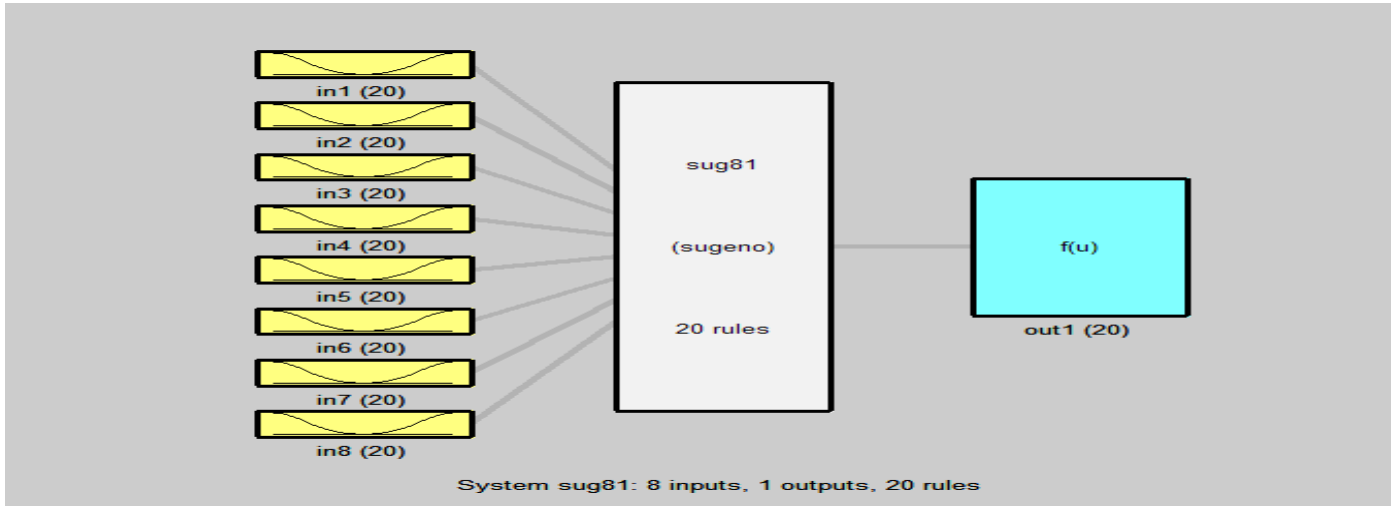 in1 (20)
in2 (20)
in3 (20)
in4 (20)
in5 (20)
in6 (20)
in7 (20)
in8 (20)
sug81
(sugeno)
20 rules
f(u)
out1 (20)
System sug81: 8 inputs, 1 outputs, 20 rules